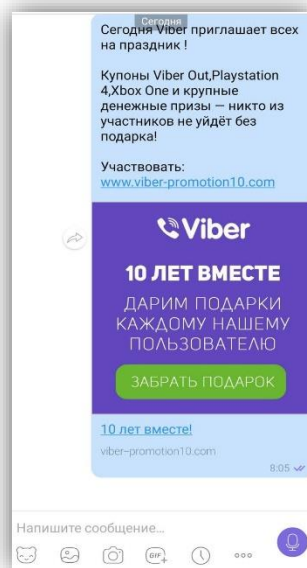 Сегодня
Сегодня Viber приглашает всех
на праздник !
Купоны Viber Out,Playstation
4,Xbox One и крупные
денежные призы — никто из
участников не уйдёт без
подарка!
Участвовать:
www.viber-promotion10.com
Viber
10 ЛЕТ ВМЕСТЕ
ДАРИМ ПОДАРКИ
КАЖДОМУ НАШЕМУ
ПОЛЬЗОВАТЕЛЮ
ЗАБРАТЬ ПОДАРОК
10 лет вместе!
viber-promotion10.com
8:05
Напишите сообщение...
GIF